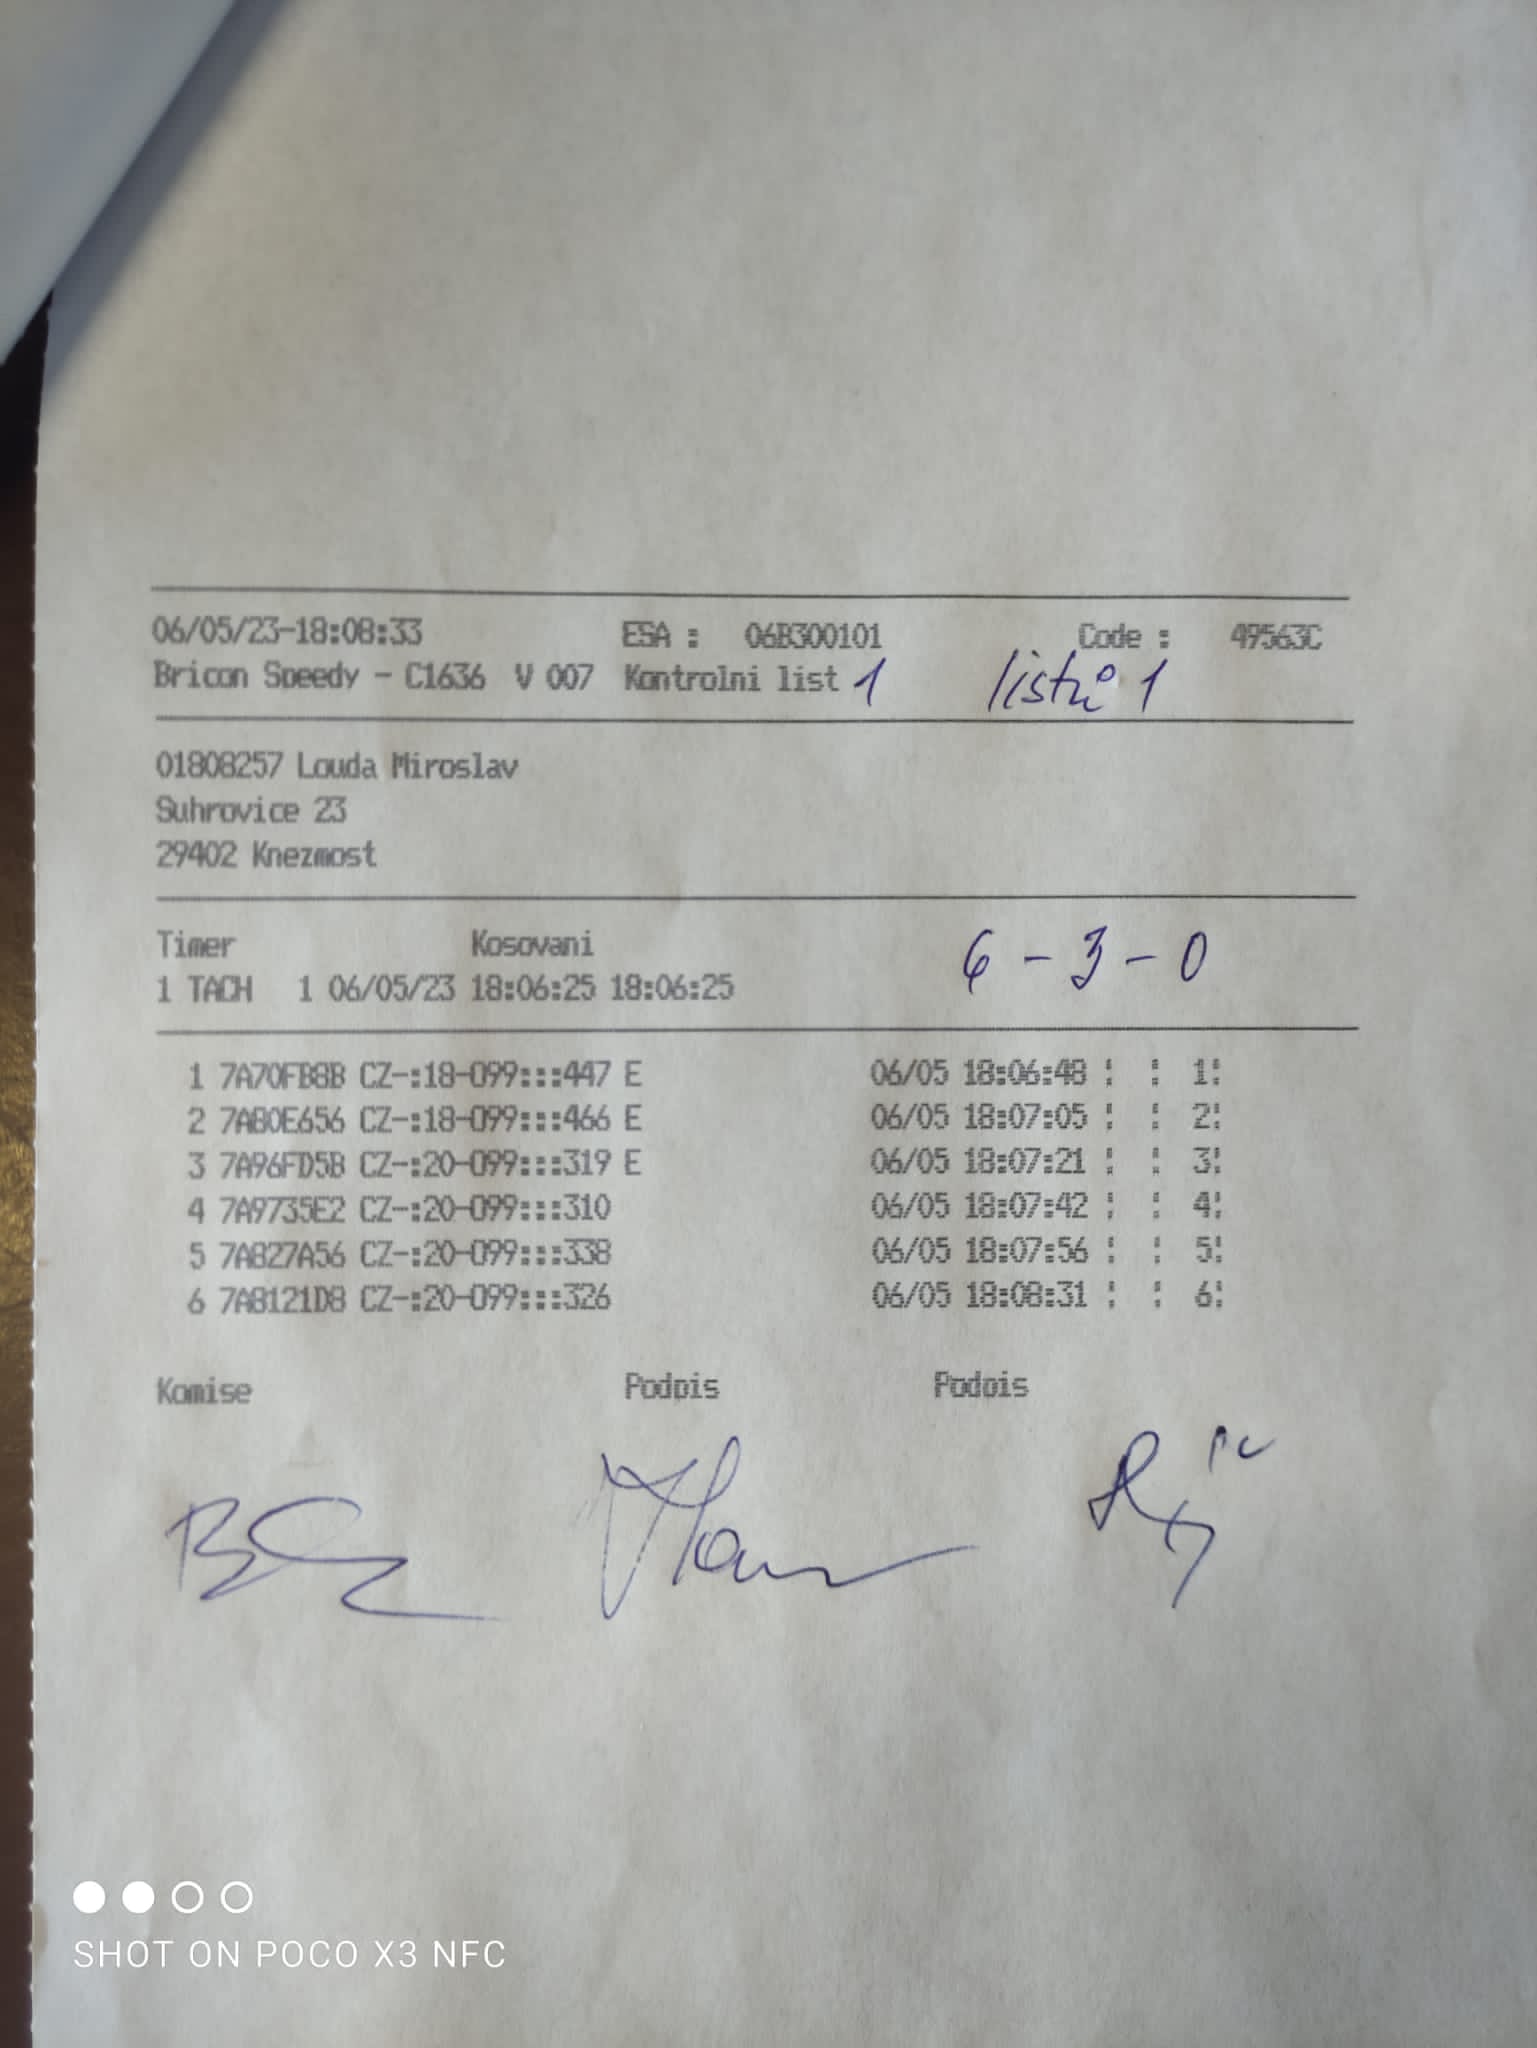 06/05/23-18:08:33 ESA : 06B300101 Code : 49563C
Bricon Speedy - C1636 V 007 Kontrolni list 1 listů 1
01808257 Louda Miroslav
Suhrovice 23
29402 Knezmost
Timer Kosovani 6 - 3 - 0
1 TACH 1 06/05/23 18:06:25 18:06:25
1 7A70FB8B CZ-:18-099:::447 E 06/05 18:06:48 : : 1:
2 7A80E656 CZ-:18-099:::466 E 06/05 18:07:05 : : 2:
3 7A96FD5B CZ-:20-099:::319 E 06/05 18:07:21 : : 3:
4 7A9735E2 CZ-:20-099:::310 06/05 18:07:42 : : 4:
5 7A827A56 CZ-:20-099:::338 06/05 18:07:56 : : 5:
6 7A8121D8 CZ-:20-099:::326 06/05 18:08:31 : : 6:
Komise Podpis Podpis
SHOT ON POCO X3 NFC